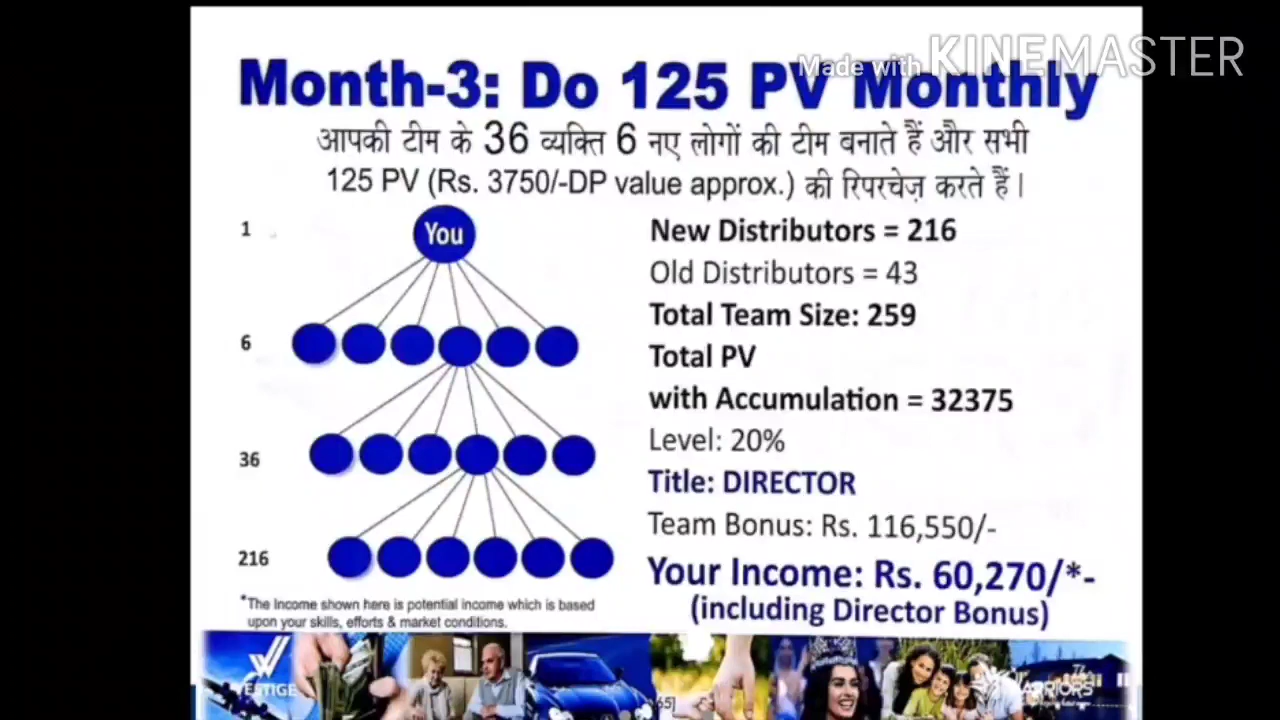 Made with KINEMASTER
Month-3: Do 125 PV Monthly
आपकी टीम के 36 व्यक्ति 6 नए लोगों की टीम बनाते हैं और सभी
125 PV (Rs. 3750/-DP value approx.) की रिपरचेज़ करते हैं।
1
You
6
36
216
New Distributors = 216
Old Distributors = 43
Total Team Size: 259
Total PV
with Accumulation = 32375
Level: 20%
Title: DIRECTOR
Team Bonus: Rs. 116,550/-
Your Income: Rs. 60,270/*-
(including Director Bonus)
*The Income shown here is potential income which is based
upon your skills, efforts & market conditions.
VESTIGE
WARRIORS